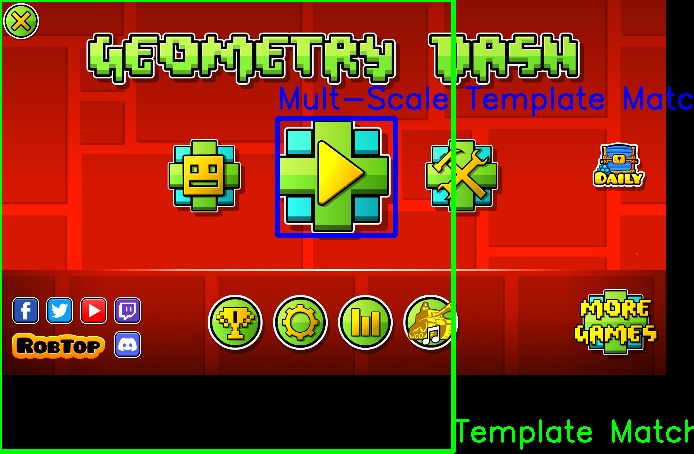 GEOMETRY DASH
Mult-Scale Template Matc
DAILY
f
ROBTOP
MORE
GAMES
Template Match